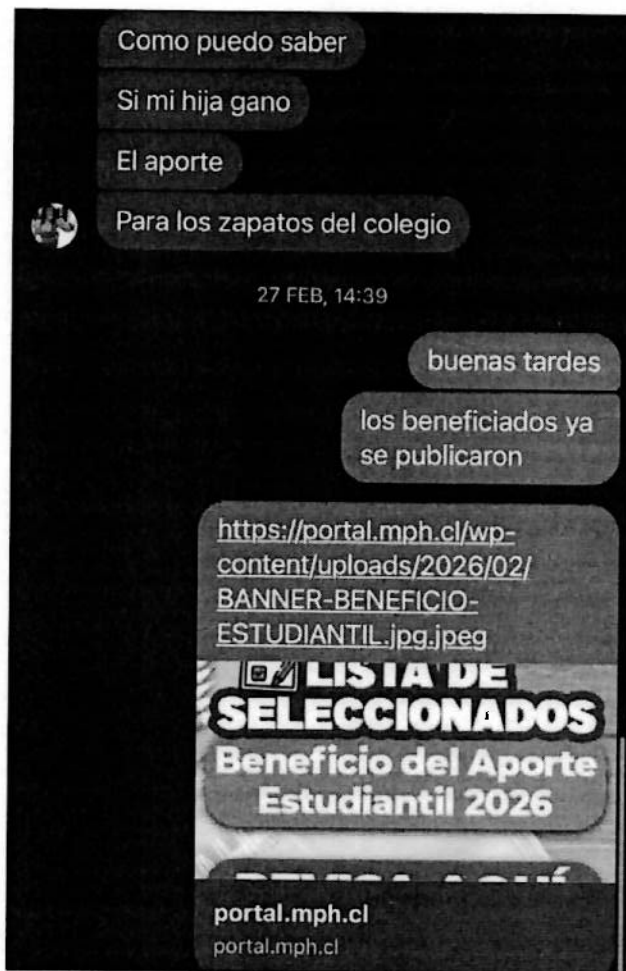 Como puedo saber
Si mi hija gano
El aporte
Para los zapatos del colegio
27 FEB, 14:39
buenas tardes
los beneficiados ya
se publicaron
https://portal.mph.cl/wp-
content/uploads/2026/02/
BANNER-BENEFICIO-
ESTUDIANTIL.jpg.jpeg
LISTA DE
SELECCIONADOS
Beneficio del Aporte
Estudiantil 2026
REVISA AQUÍ
portal.mph.cl
portal.mph.cl